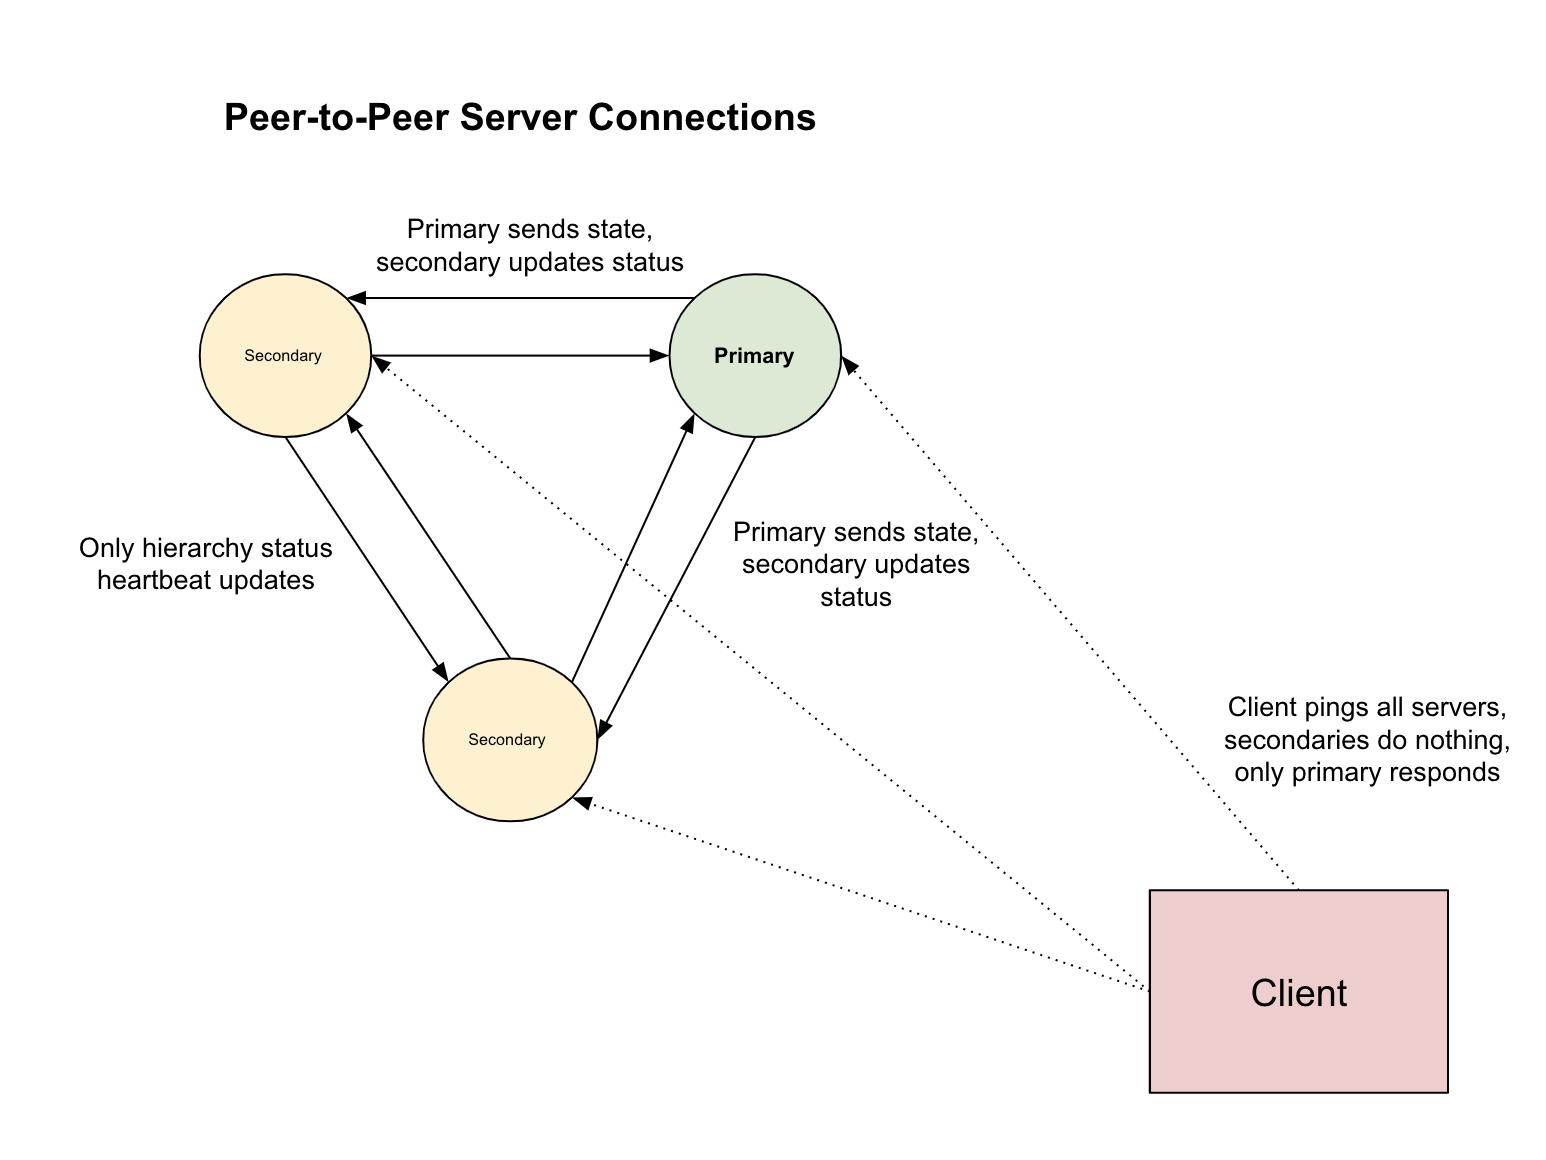 Peer-to-Peer Server Connections
Primary sends state,
secondary updates status
Secondary
Primary
Only hierarchy status
heartbeat updates
Primary sends state,
secondary updates
status
Secondary
Client pings all servers,
secondaries do nothing,
only primary responds
Client